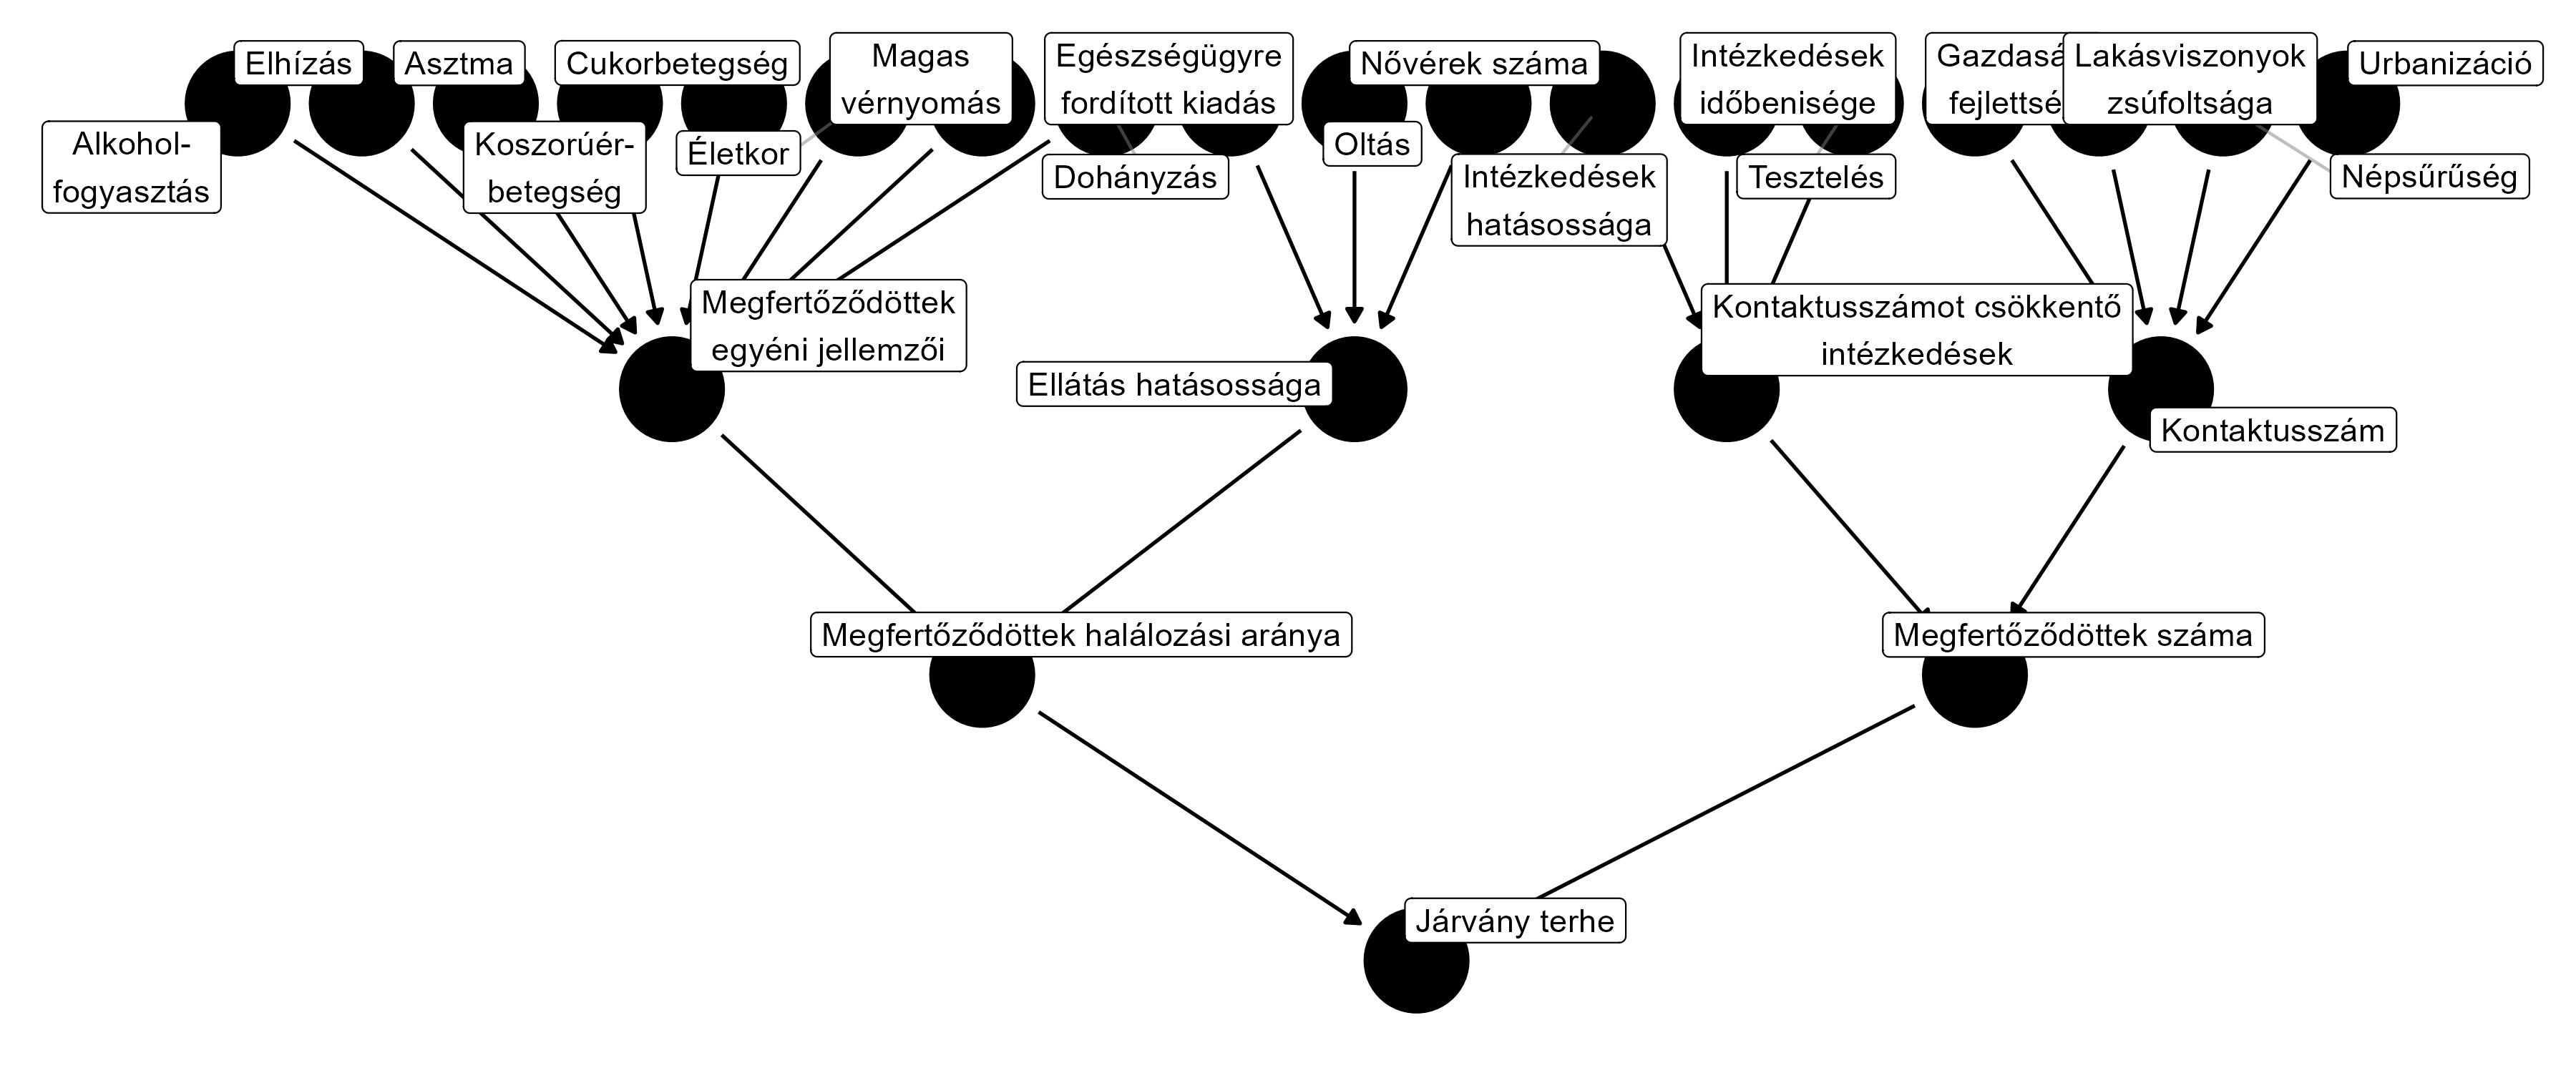 Elhízás
Asztma
Cukorbetegség
Magas
vérnyomás
Egészségügyre
fordított kiadás
Nővérek száma
Intézkedések
időbenisége
Lakásviszonyok
zsúfoltsága
Urbanizáció
Alkohol-
fogyasztás
Koszorúér-
betegség
Életkor
Dohányzás
Oltás
Intézkedések
hatásossága
Tesztelés
Népsűrűség
Megfertőződöttek
egyéni jellemzői
Ellátás hatásossága
Kontaktusszámot csökkentő
intézkedések
Kontaktusszám
Megfertőződöttek halálozási aránya
Megfertőződöttek száma
Járvány terhe